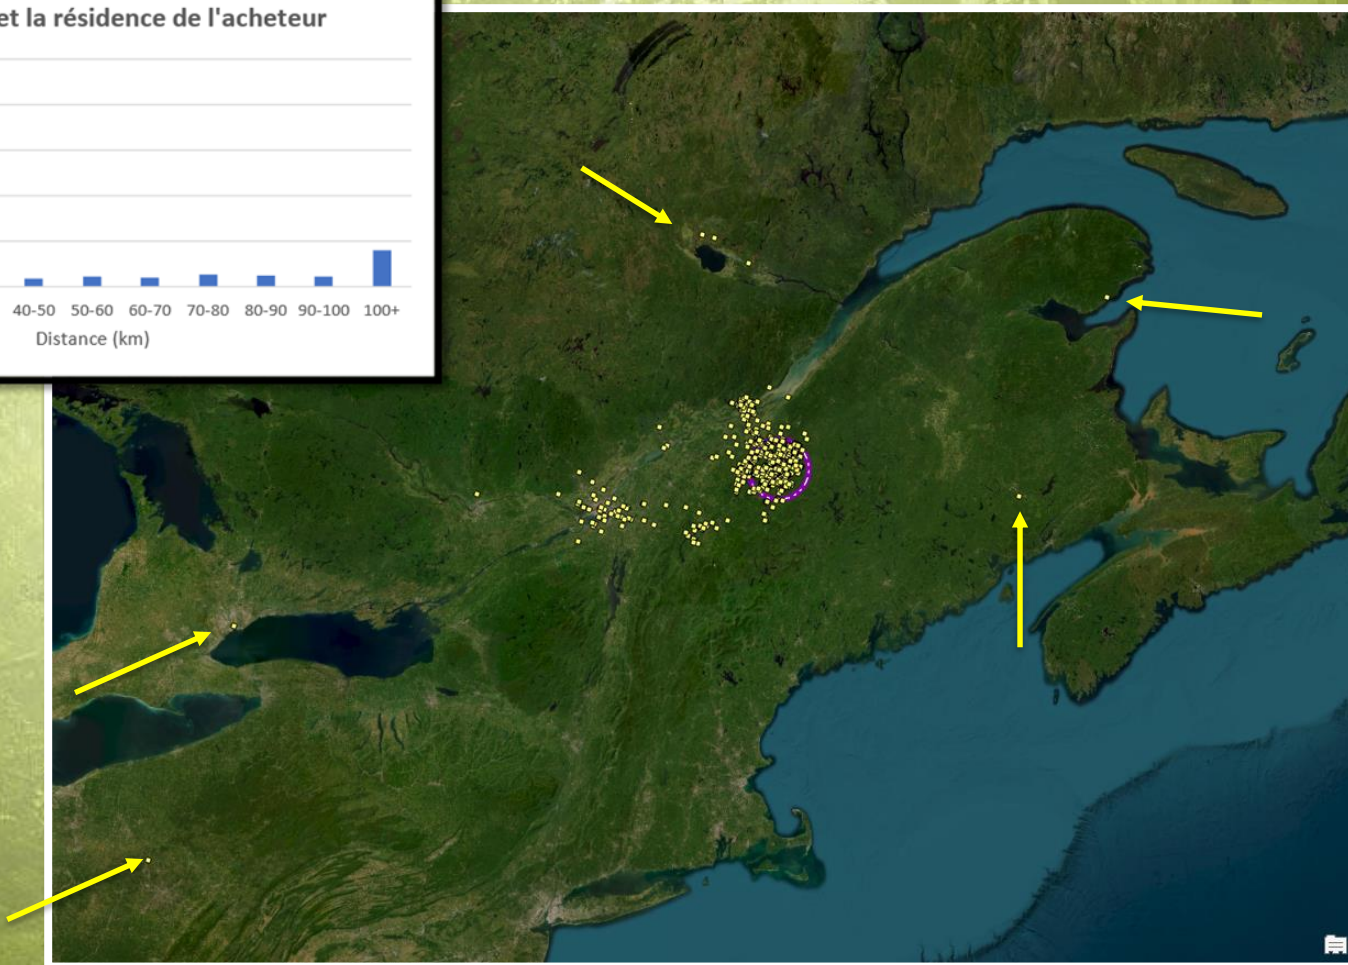 et la résidence de l'acheteur
40-50 50-60 60-70 70-80 80-90 90-100 100+
Distance (km)